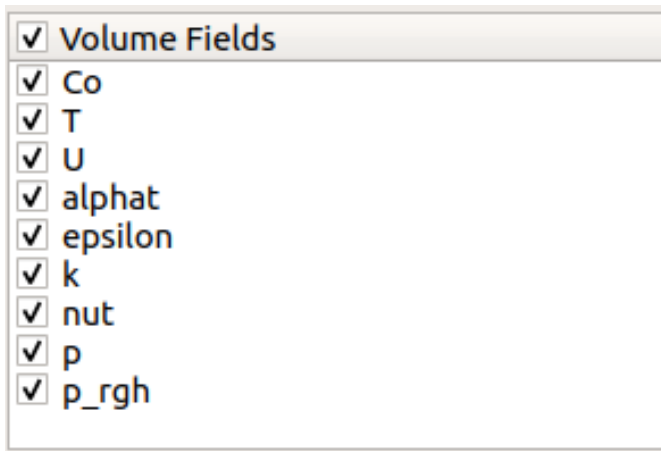 Volume Fields
Co
T
U
alphat
epsilon
k
nut
p
p_rgh